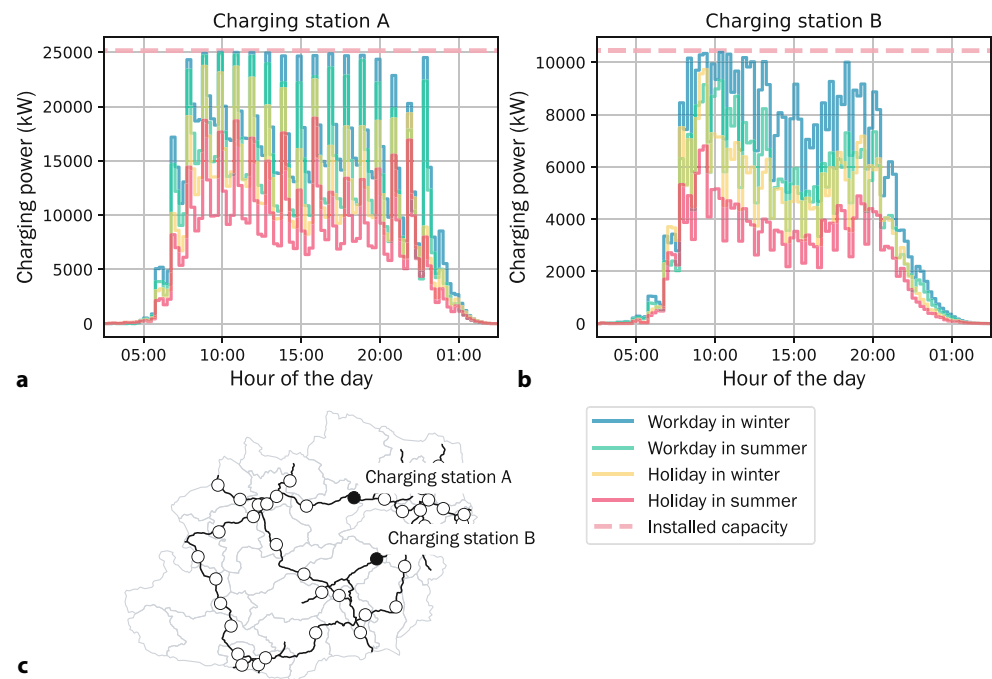 Charging station A
Charging power (kW)
25000
20000
15000
10000
5000
0
05:00 10:00 15:00 20:00 01:00
Hour of the day
a
Charging station B
Charging power (kW)
10000
8000
6000
4000
2000
0
05:00 10:00 15:00 20:00 01:00
Hour of the day
b
Charging station A
Charging station B
c
Workday in winter
Workday in summer
Holiday in winter
Holiday in summer
Installed capacity